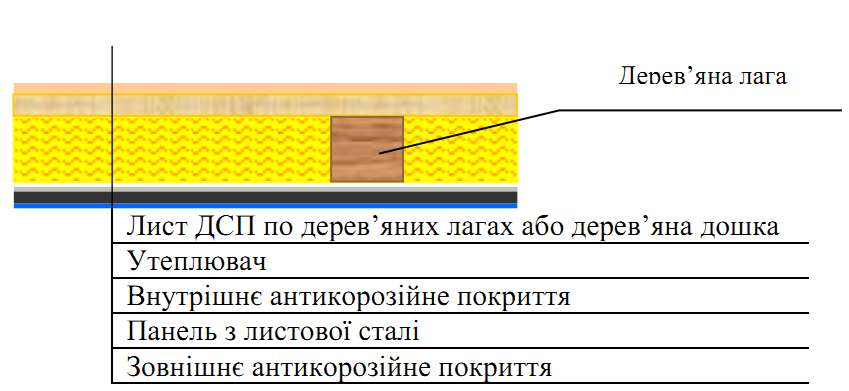 Дерев’яна лага
Лист ДСП по дерев’яних лагах або дерев’яна дошка
Утеплювач
Внутрішнє антикорозійне покриття
Панель з листової сталі
Зовнішнє антикорозійне покриття